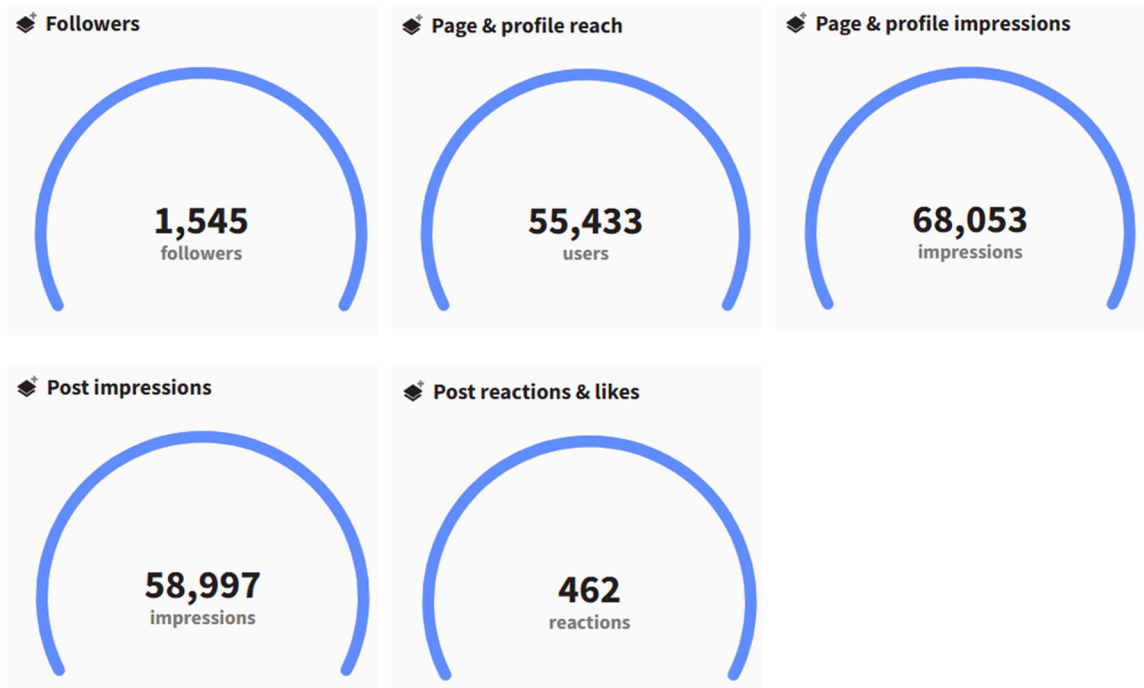 Followers
1,545
followers
Page & profile reach
55,433
users
Page & profile impressions
68,053
impressions
Post impressions
58,997
impressions
Post reactions & likes
462
reactions